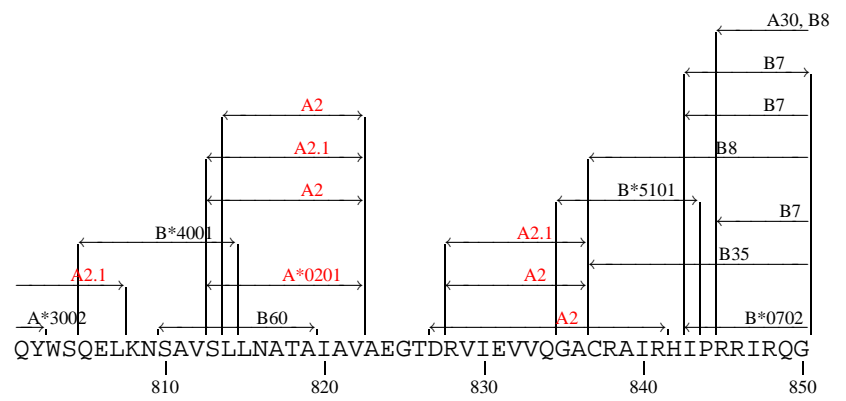 A30, B8
B7
A2 B7
A2.1 B8
A2 B*5101 B7
B*4001 A2.1 B35
A2.1 A*0201 A2
A*3002 B60 A2 B*0702
QYWSQELKNSAVSLLNATAIAVAEGTDRVIEVVQGACRAIRHIPRRIRQG
810 820 830 840 850